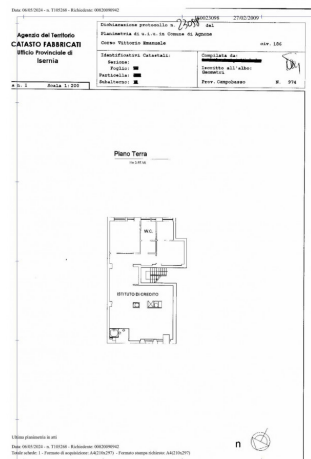 Data: 06/05/2024 - n. T105260 - Richiedente: 00820090942
Dichiarazione protocollo n. 23098 del
27/02/2009
Agenzia del Territorio
CATASTO FABBRICATI
Ufficio Provinciale di
Isernia
Planimetria di u.i.u. in Comune di Agnone
Corso Vittorio Emanuele
civ. 186
Identificativi Catastali:
Sezione:
Foglio:
Particella:
Subalterno:
Compilata da:
Iscritto all'albo:
Geometri
Prov. Campobasso
N. 974
Scala 1: 200
Piano Terra
W.C.
ISTITUTO DI CREDITO
n
Ultima planimetria in atti
Data: 06/05/2024 - n. T105260 - Richiedente: 00820090942
Totale schede: 1 - Formato di acquisizione: A4(210x297) - Formato stampa richiesto: A4(210x297)